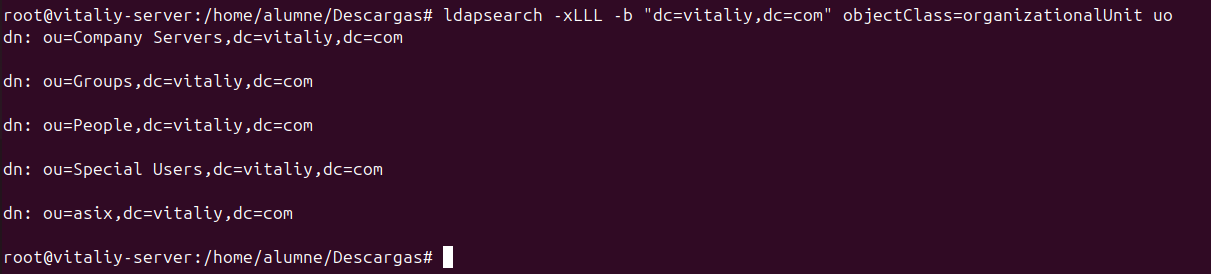 root@vitaliy-server:/home/alumne/Descargas# ldapsearch -xLLL -b "dc=vitaliy,dc=com" objectClass=organizationalUnit uo
dn: ou=Company Servers,dc=vitaliy,dc=com
dn: ou=Groups,dc=vitaliy,dc=com
dn: ou=People,dc=vitaliy,dc=com
dn: ou=Special Users,dc=vitaliy,dc=com
dn: ou=asix,dc=vitaliy,dc=com
root@vitaliy-server:/home/alumne/Descargas#